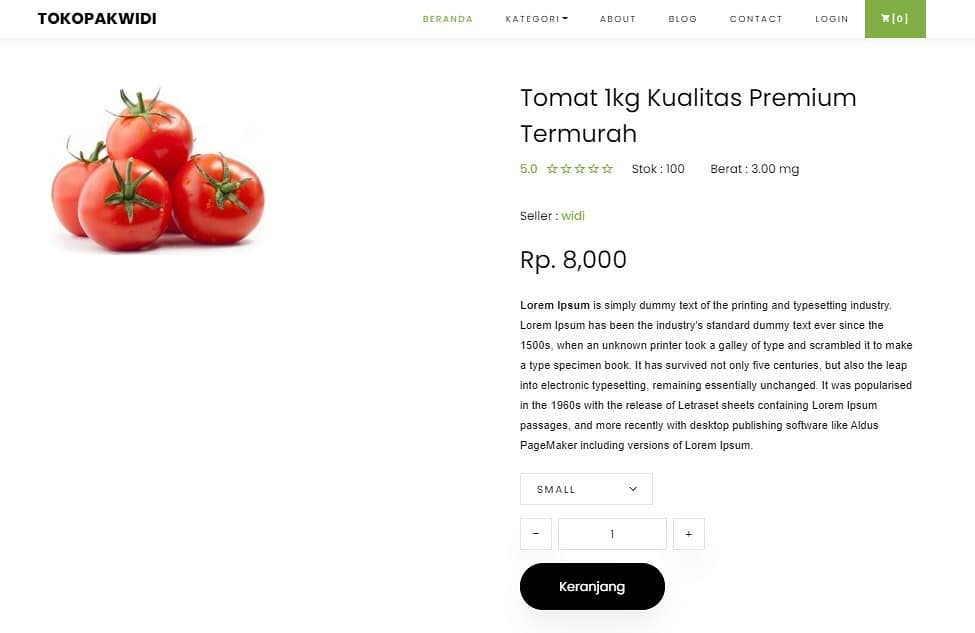 TOKOPAKWIDI
BERANDA KATEGORI ABOUT BLOG CONTACT LOGIN [0]
Tomat 1kg Kualitas Premium
Termurah
5.0 Stok : 100 Berat : 3.00 mg
Seller : widi
Rp. 8,000
Lorem Ipsum is simply dummy text of the printing and typesetting industry.
Lorem Ipsum has been the industry's standard dummy text ever since the
1500s, when an unknown printer took a galley of type and scrambled it to make
a type specimen book. It has survived not only five centuries, but also the leap
into electronic typesetting, remaining essentially unchanged. It was popularised
in the 1960s with the release of Letraset sheets containing Lorem Ipsum
passages, and more recently with desktop publishing software like Aldus
PageMaker including versions of Lorem Ipsum.
SMALL
− 1 +
Keranjang